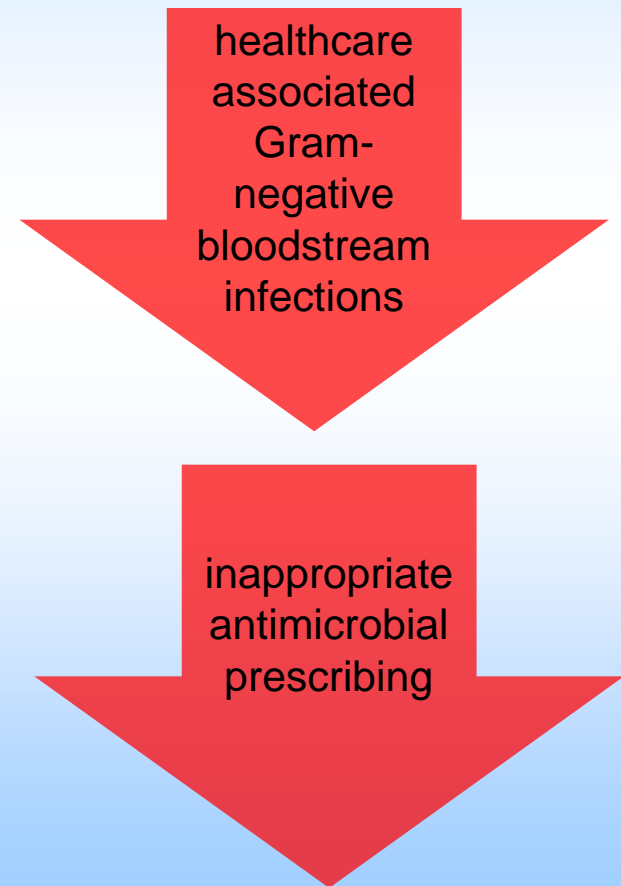 healthcare
associated
Gram-
negative
bloodstream
infections
inappropriate
antimicrobial
prescribing